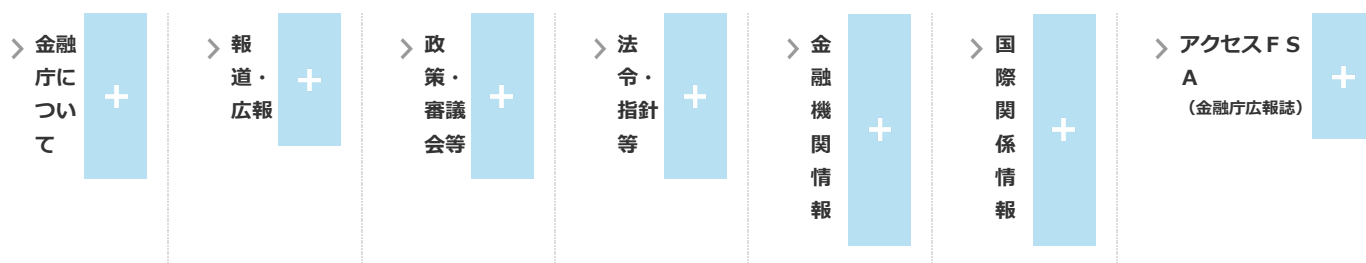 金融
庁に
つい
て
報
道・
広報
政
策・
審議
会等
法
令・
指針
等
金
融
機
関
情
報
国
際
関
係
情
報
アクセスＦＳ
Ａ
（金融庁広報誌）